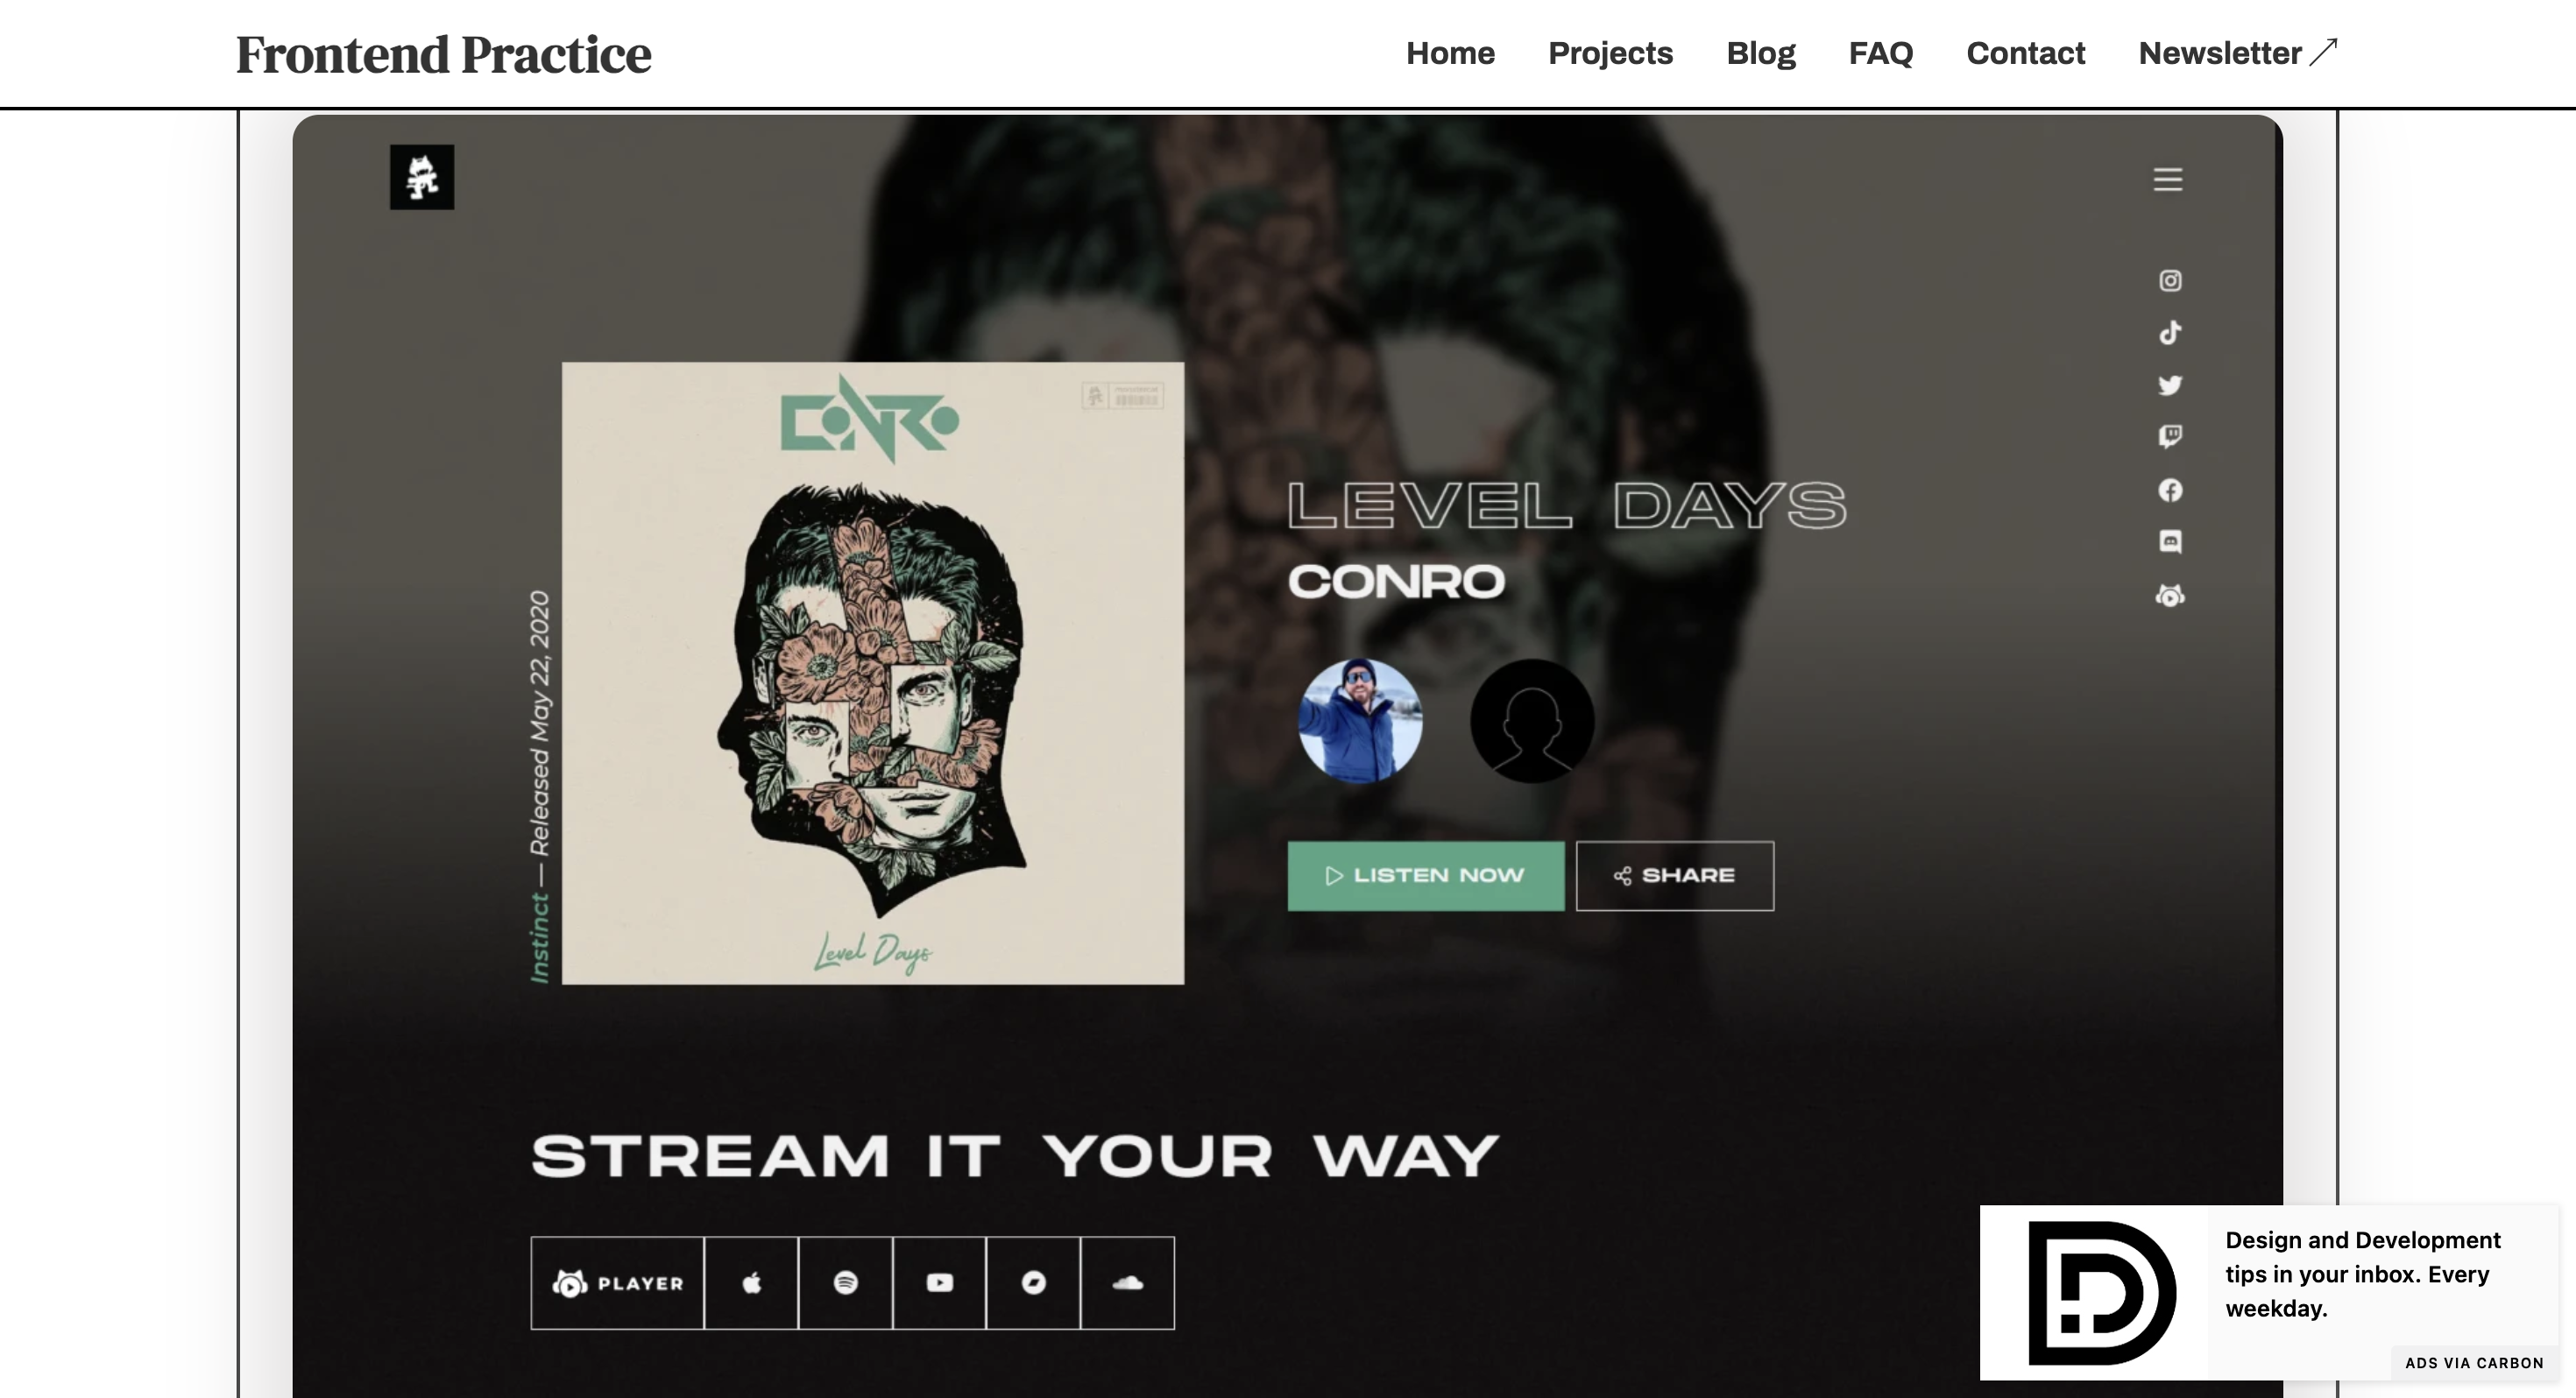 Frontend Practice
Home Projects Blog FAQ Contact Newsletter
CONRO
Instinct — Released May 22, 2020
Level Days
LEVEL DAYS
CONRO
LISTEN NOW
SHARE
STREAM IT YOUR WAY
PLAYER
Design and Development
tips in your inbox. Every
weekday.
ADS VIA CARBON